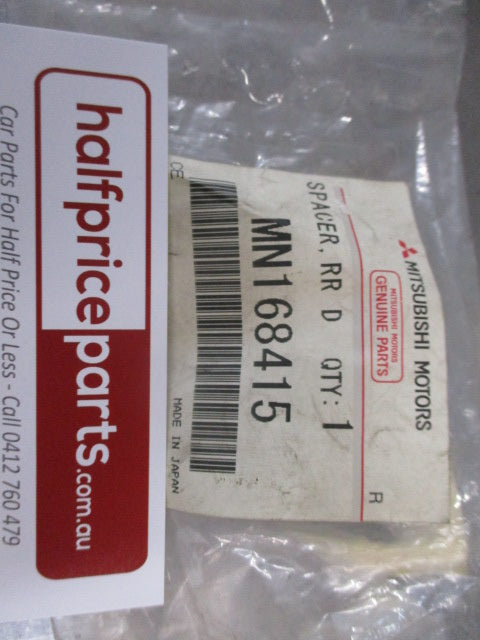 halfpriceparts.com.au
Car Parts For Half Price Or Less - Call 0412 760 479
MITSUBISHI MOTORS
MITSUBISHI MOTORS
GENUINE PARTS
R
SPACER, RR D QTY: 1
MN168415
CE
MADE IN JAPAN